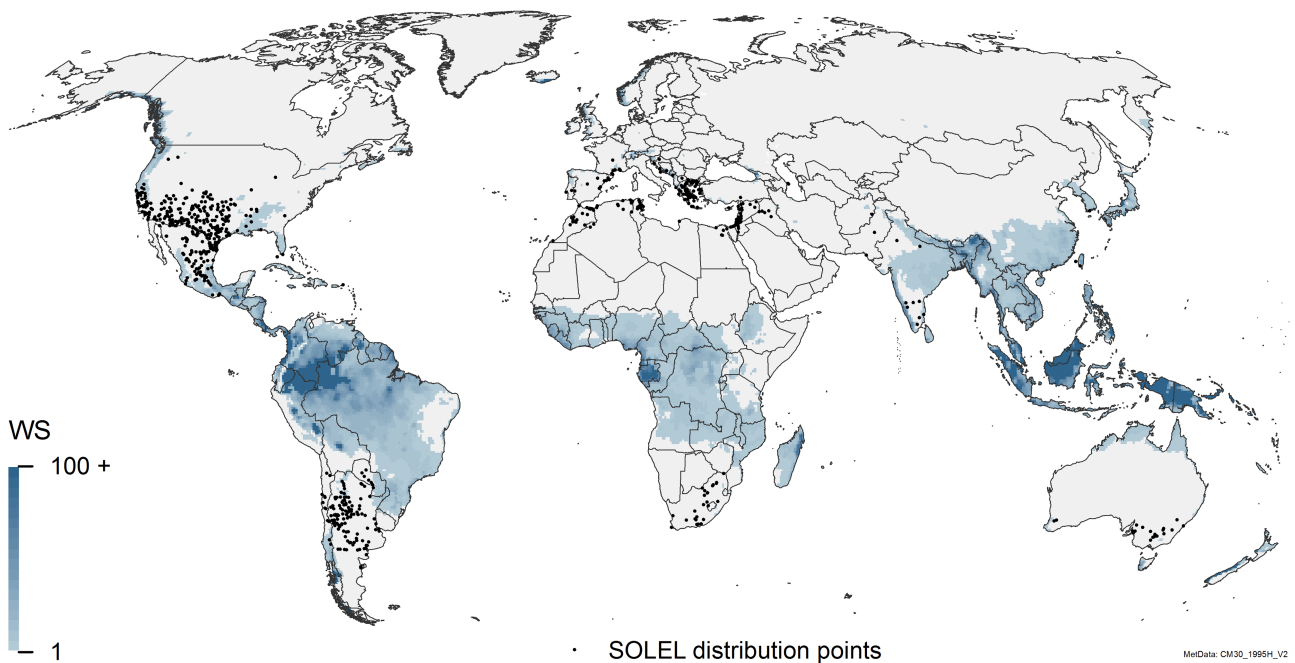 WS
100 +
1
SOLEL distribution points
MetData: CM30_1995H_V2